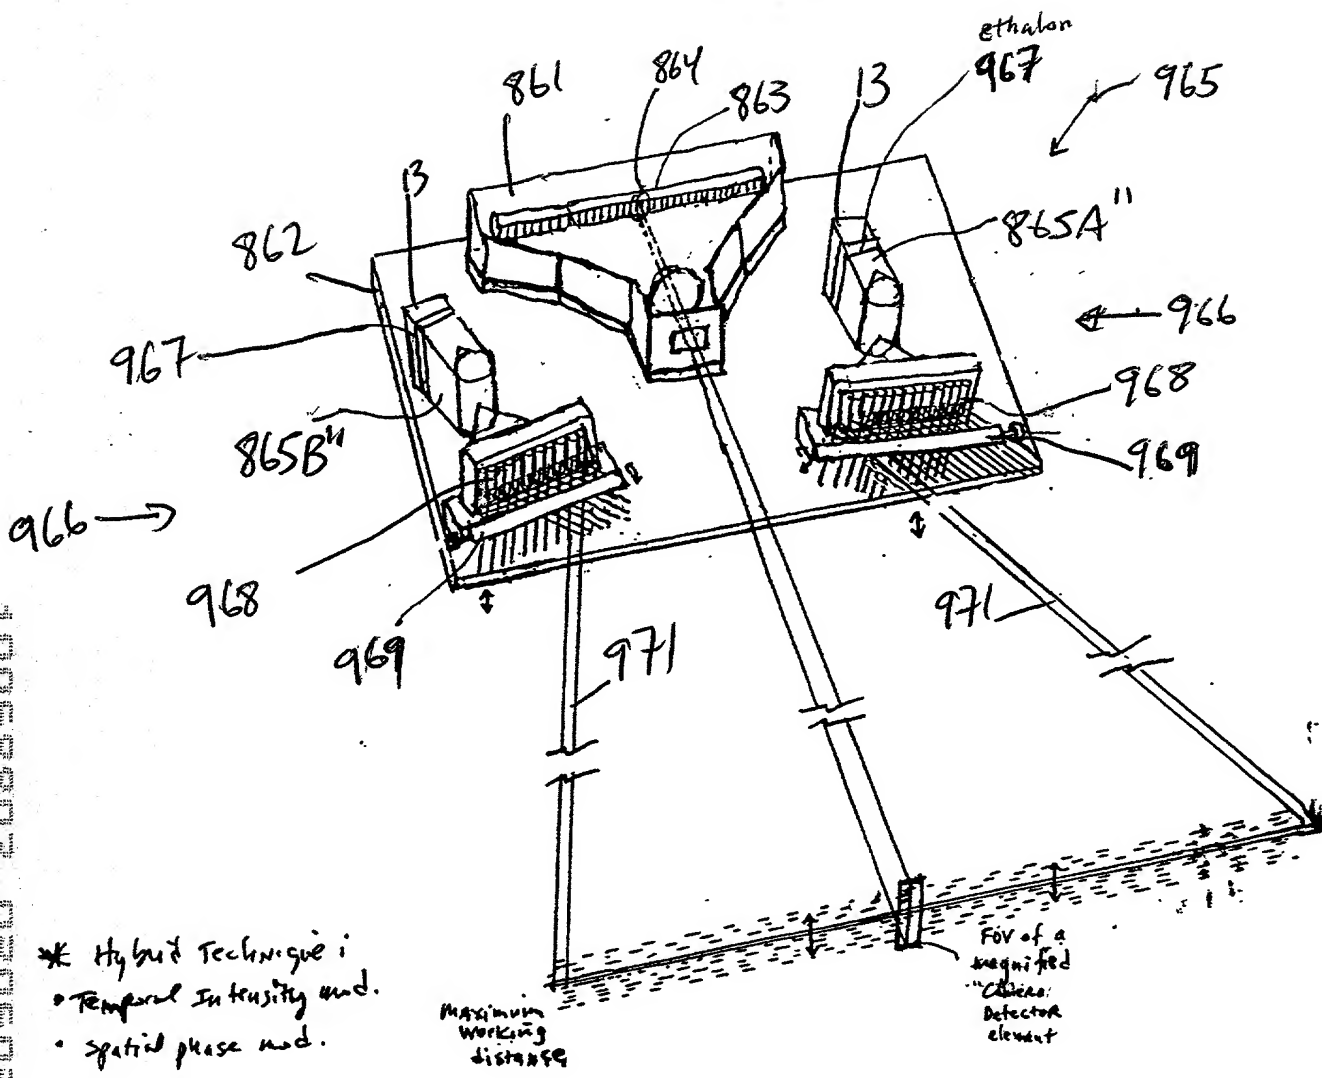 ethalon
861
864
863
13
967
965
13
862
865A"
967
966
968
865B"
969
966
968
971
971
969
* Hybrid Technique:
• Temporal Intensity mod.
• Spatial phase mod.
Maximum
working
distance
FOV of a
magnified
Detector
element